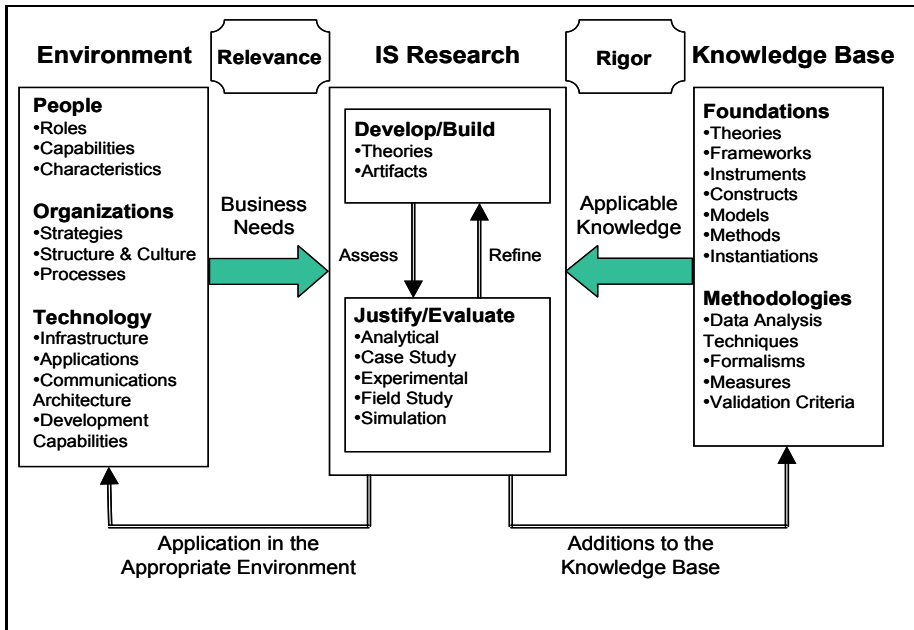 Environment
Relevance
IS Research
Rigor
Knowledge Base
People
•Roles
•Capabilities
•Characteristics
Organizations
•Strategies
•Structure & Culture
•Processes
Technology
•Infrastructure
•Applications
•Communications
Architecture
•Development
Capabilities
Business
Needs
Develop/Build
•Theories
•Artifacts
Assess
Refine
Justify/Evaluate
•Analytical
•Case Study
•Experimental
•Field Study
•Simulation
Applicable
Knowledge
Foundations
•Theories
•Frameworks
•Instruments
•Constructs
•Models
•Methods
•Instantiations
Methodologies
•Data Analysis
Techniques
•Formalisms
•Measures
•Validation Criteria
Application in the
Appropriate Environment
Additions to the
Knowledge Base